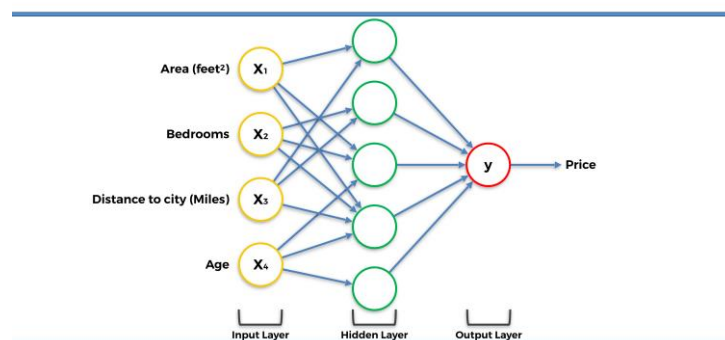 Area (feet²)
X₁
Bedrooms
X₂
Distance to city (Miles)
X₃
Age
X₄
y
Price
Input Layer
Hidden Layer
Output Layer